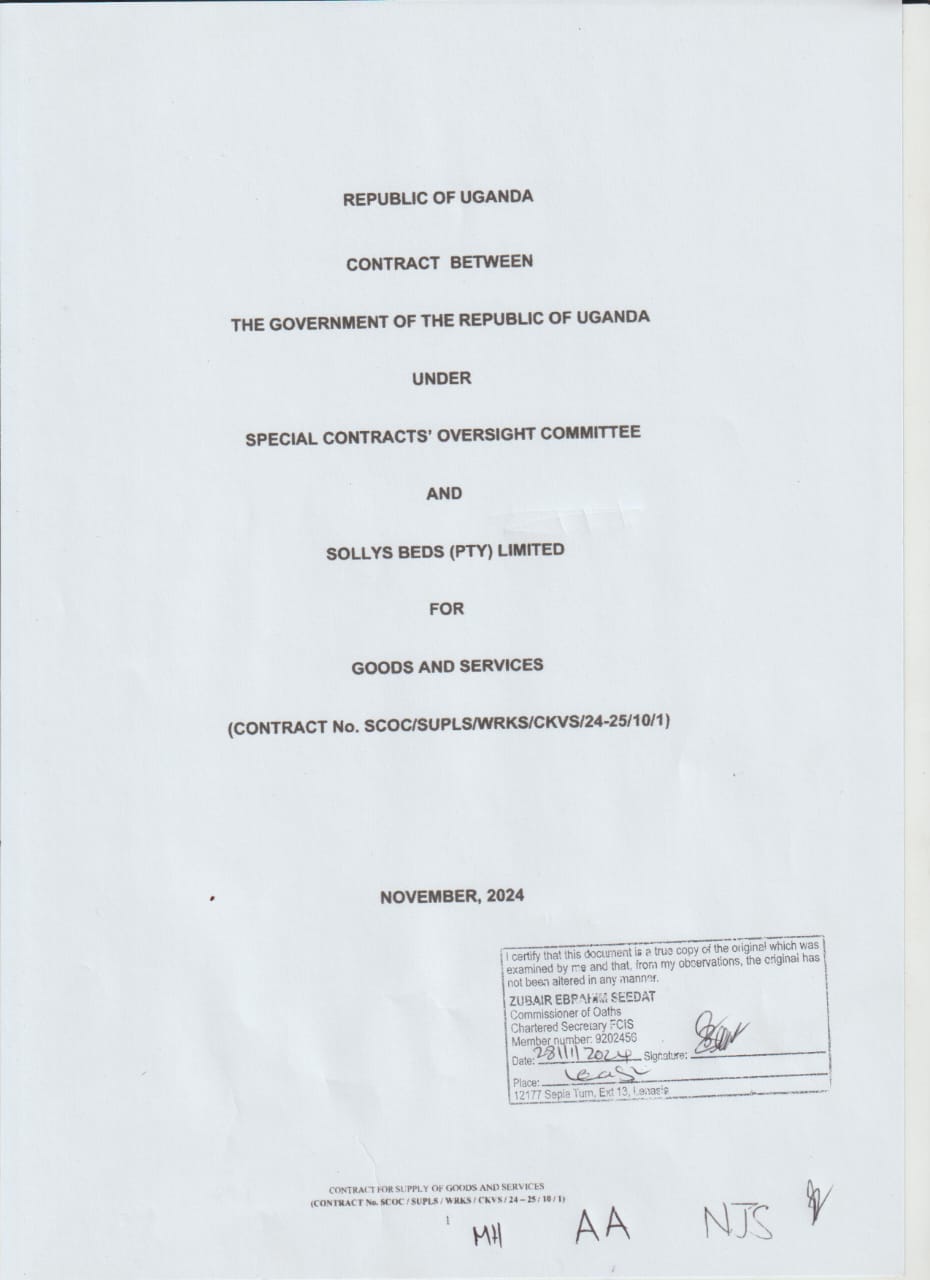 REPUBLIC OF UGANDA
CONTRACT BETWEEN
THE GOVERNMENT OF THE REPUBLIC OF UGANDA
UNDER
SPECIAL CONTRACTS' OVERSIGHT COMMITTEE
AND
SOLLYS BEDS (PTY) LIMITED
FOR
GOODS AND SERVICES
(CONTRACT No. SCOC/SUPLS/WRKS/CKVS/24-25/10/1)
NOVEMBER, 2024
I certify that this document is a true copy of the original which was
examined by me and that, from my observations, the original has
not been altered in any manner.
ZUBAIR EBRAHIM SEEDAT
Commissioner of Oaths
Chartered Secretary FCIS
Member number: 9202456
Date: 28/11/2024 Signature:
Place:
12177 Sepia Turn, Ext 13, Lenasia
CONTRACT FOR SUPPLY OF GOODS AND SERVICES
(CONTRACT No. SCOC / SUPLS / WRKS / CKVS / 24 – 25 / 10 / 1)
1
MH AA NJS